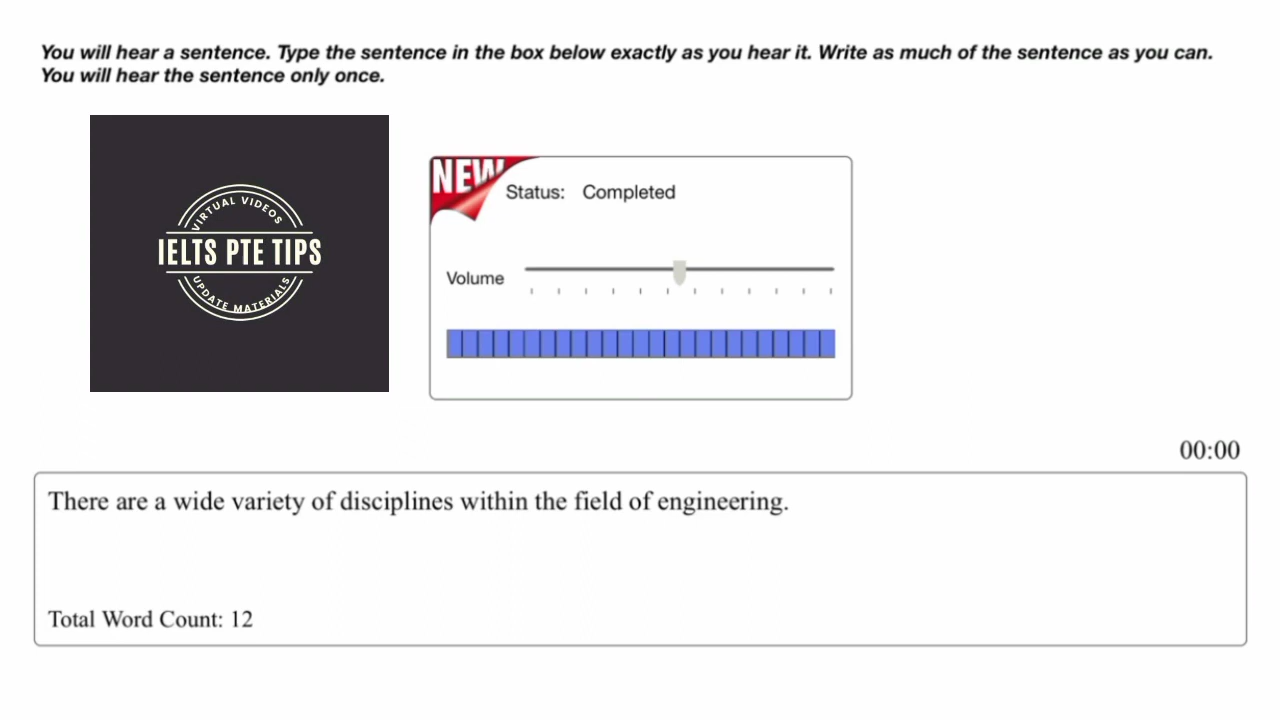 You will hear a sentence. Type the sentence in the box below exactly as you hear it. Write as much of the sentence as you can.
You will hear the sentence only once.
VIRTUAL VIDEOS
IELTS PTE TIPS
UPDATE MATERIALS
NEW
Status: Completed
Volume
00:00
There are a wide variety of disciplines within the field of engineering.
Total Word Count: 12